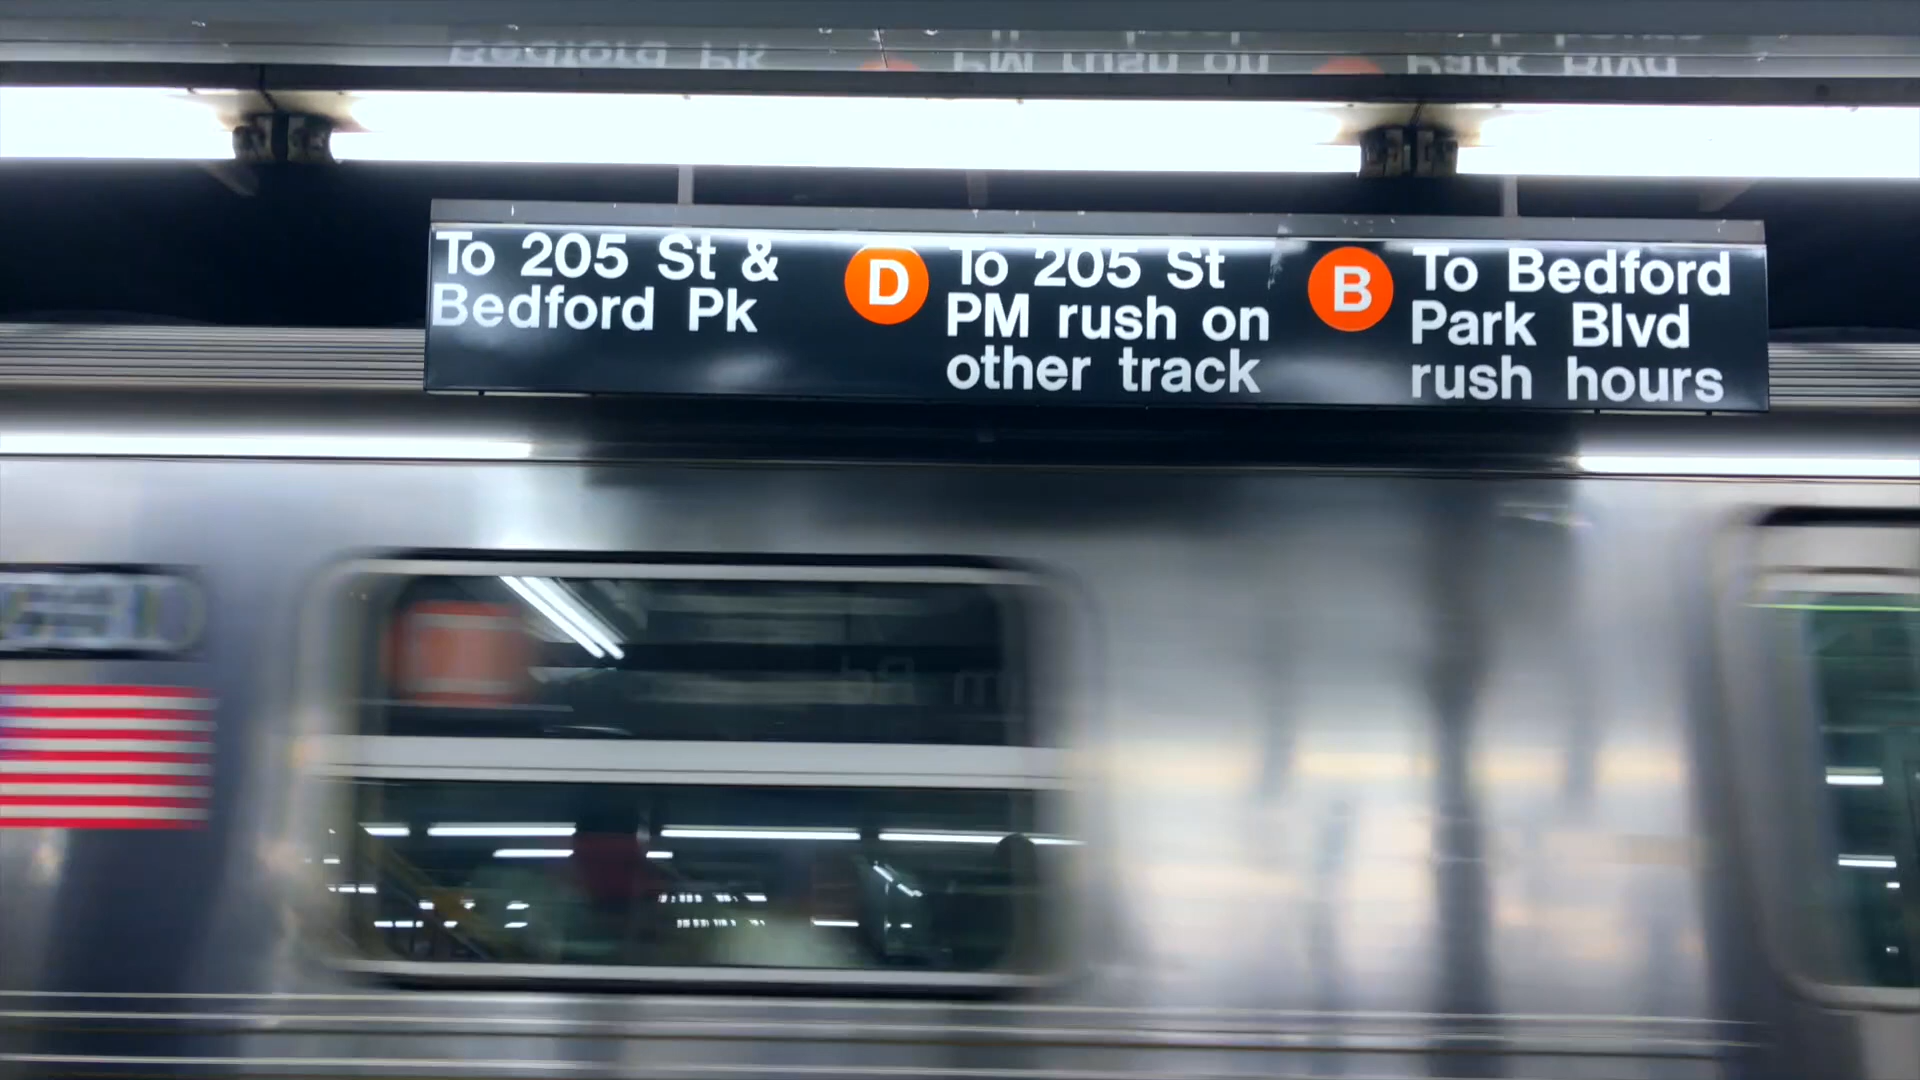 To 205 St &
Bedford Pk
D
To 205 St
PM rush on
other track
B
To Bedford
Park Blvd
rush hours